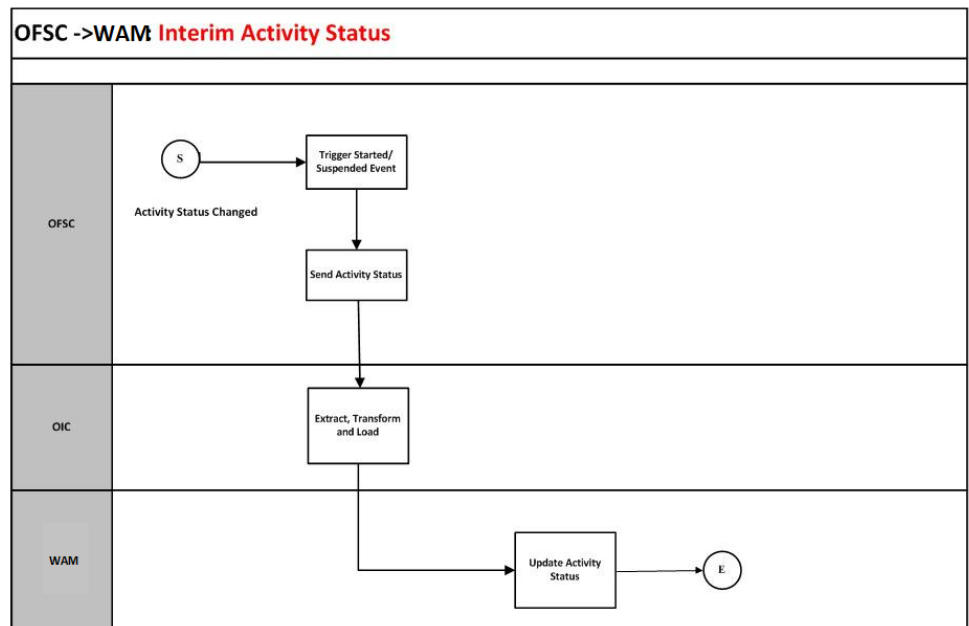 OFSC ->WAM: Interim Activity Status
S
Trigger Started/
Suspended Event
Activity Status Changed
OFSC
Send Activity Status
Extract, Transform
and Load
OIC
WAM
Update Activity
Status
E